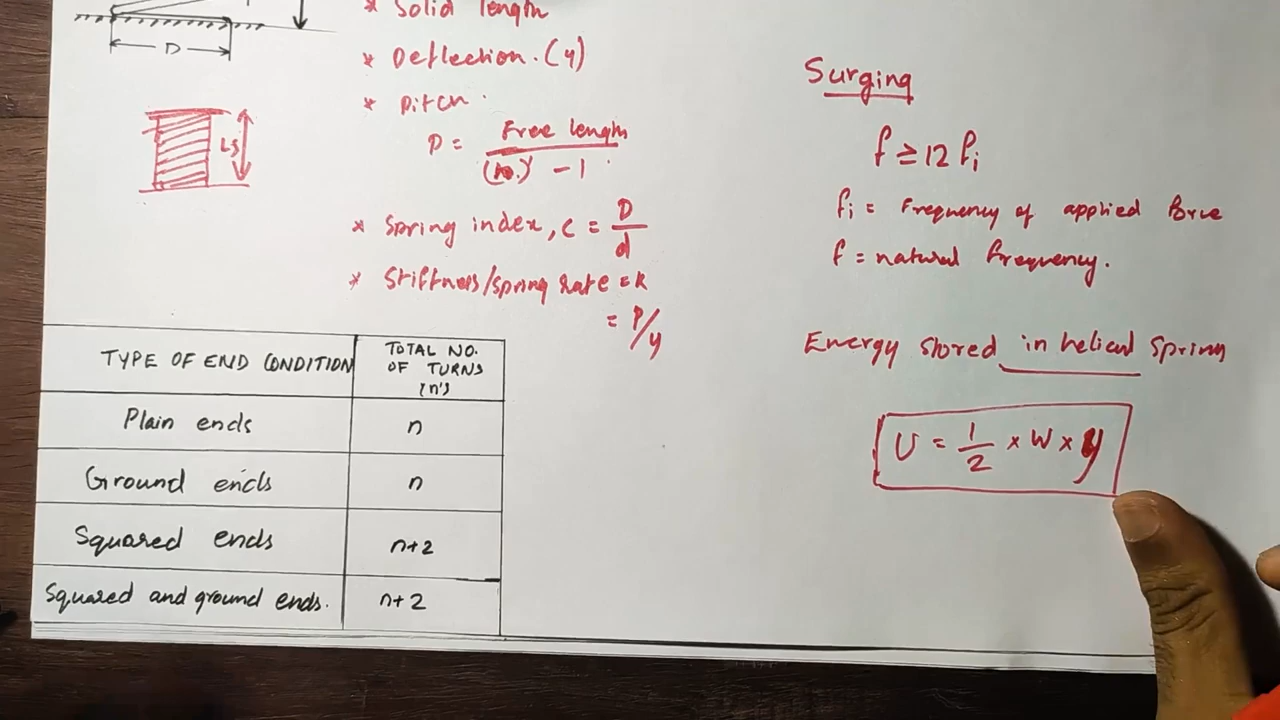 D
* Solid length
* Deflection. (y)
* Pitch.
P = Free length / (n') - 1
Ls
* Spring index, C = D/d
* Stiffness/spring rate = k
= P/y
TYPE OF END CONDITION TOTAL NO. OF TURNS (n's)
Plain ends n
Ground ends n
Squared ends n+2
Squared and ground ends. n+2
Surging
f ≥ 12 fi
fi = Frequency of applied force
f = natural frequency.
Energy stored in helical spring
U = 1/2 × W × y